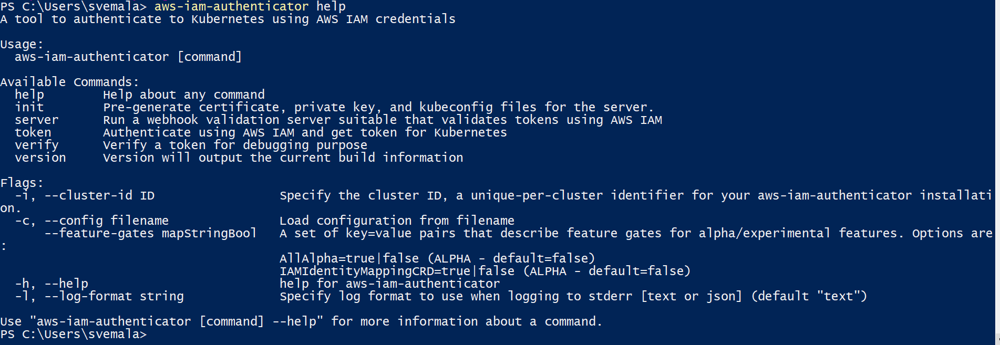 PS C:\Users\svemala> aws-iam-authenticator help
A tool to authenticate to Kubernetes using AWS IAM credentials
Usage:
  aws-iam-authenticator [command]
Available Commands:
  help        Help about any command
  init        Pre-generate certificate, private key, and kubeconfig files for the server.
  server      Run a webhook validation server suitable that validates tokens using AWS IAM
  token       Authenticate using AWS IAM and get token for Kubernetes
  verify      Verify a token for debugging purpose
  version     Version will output the current build information
Flags:
  -i, --cluster-id ID                 Specify the cluster ID, a unique-per-cluster identifier for your aws-iam-authenticator installati
on.
  -c, --config filename               Load configuration from filename
      --feature-gates mapStringBool   A set of key=value pairs that describe feature gates for alpha/experimental features. Options are
:
                                      AllAlpha=true|false (ALPHA - default=false)
                                      IAMIdentityMappingCRD=true|false (ALPHA - default=false)
  -h, --help                          help for aws-iam-authenticator
  -l, --log-format string             Specify log format to use when logging to stderr [text or json] (default "text")
Use "aws-iam-authenticator [command] --help" for more information about a command.
PS C:\Users\svemala>